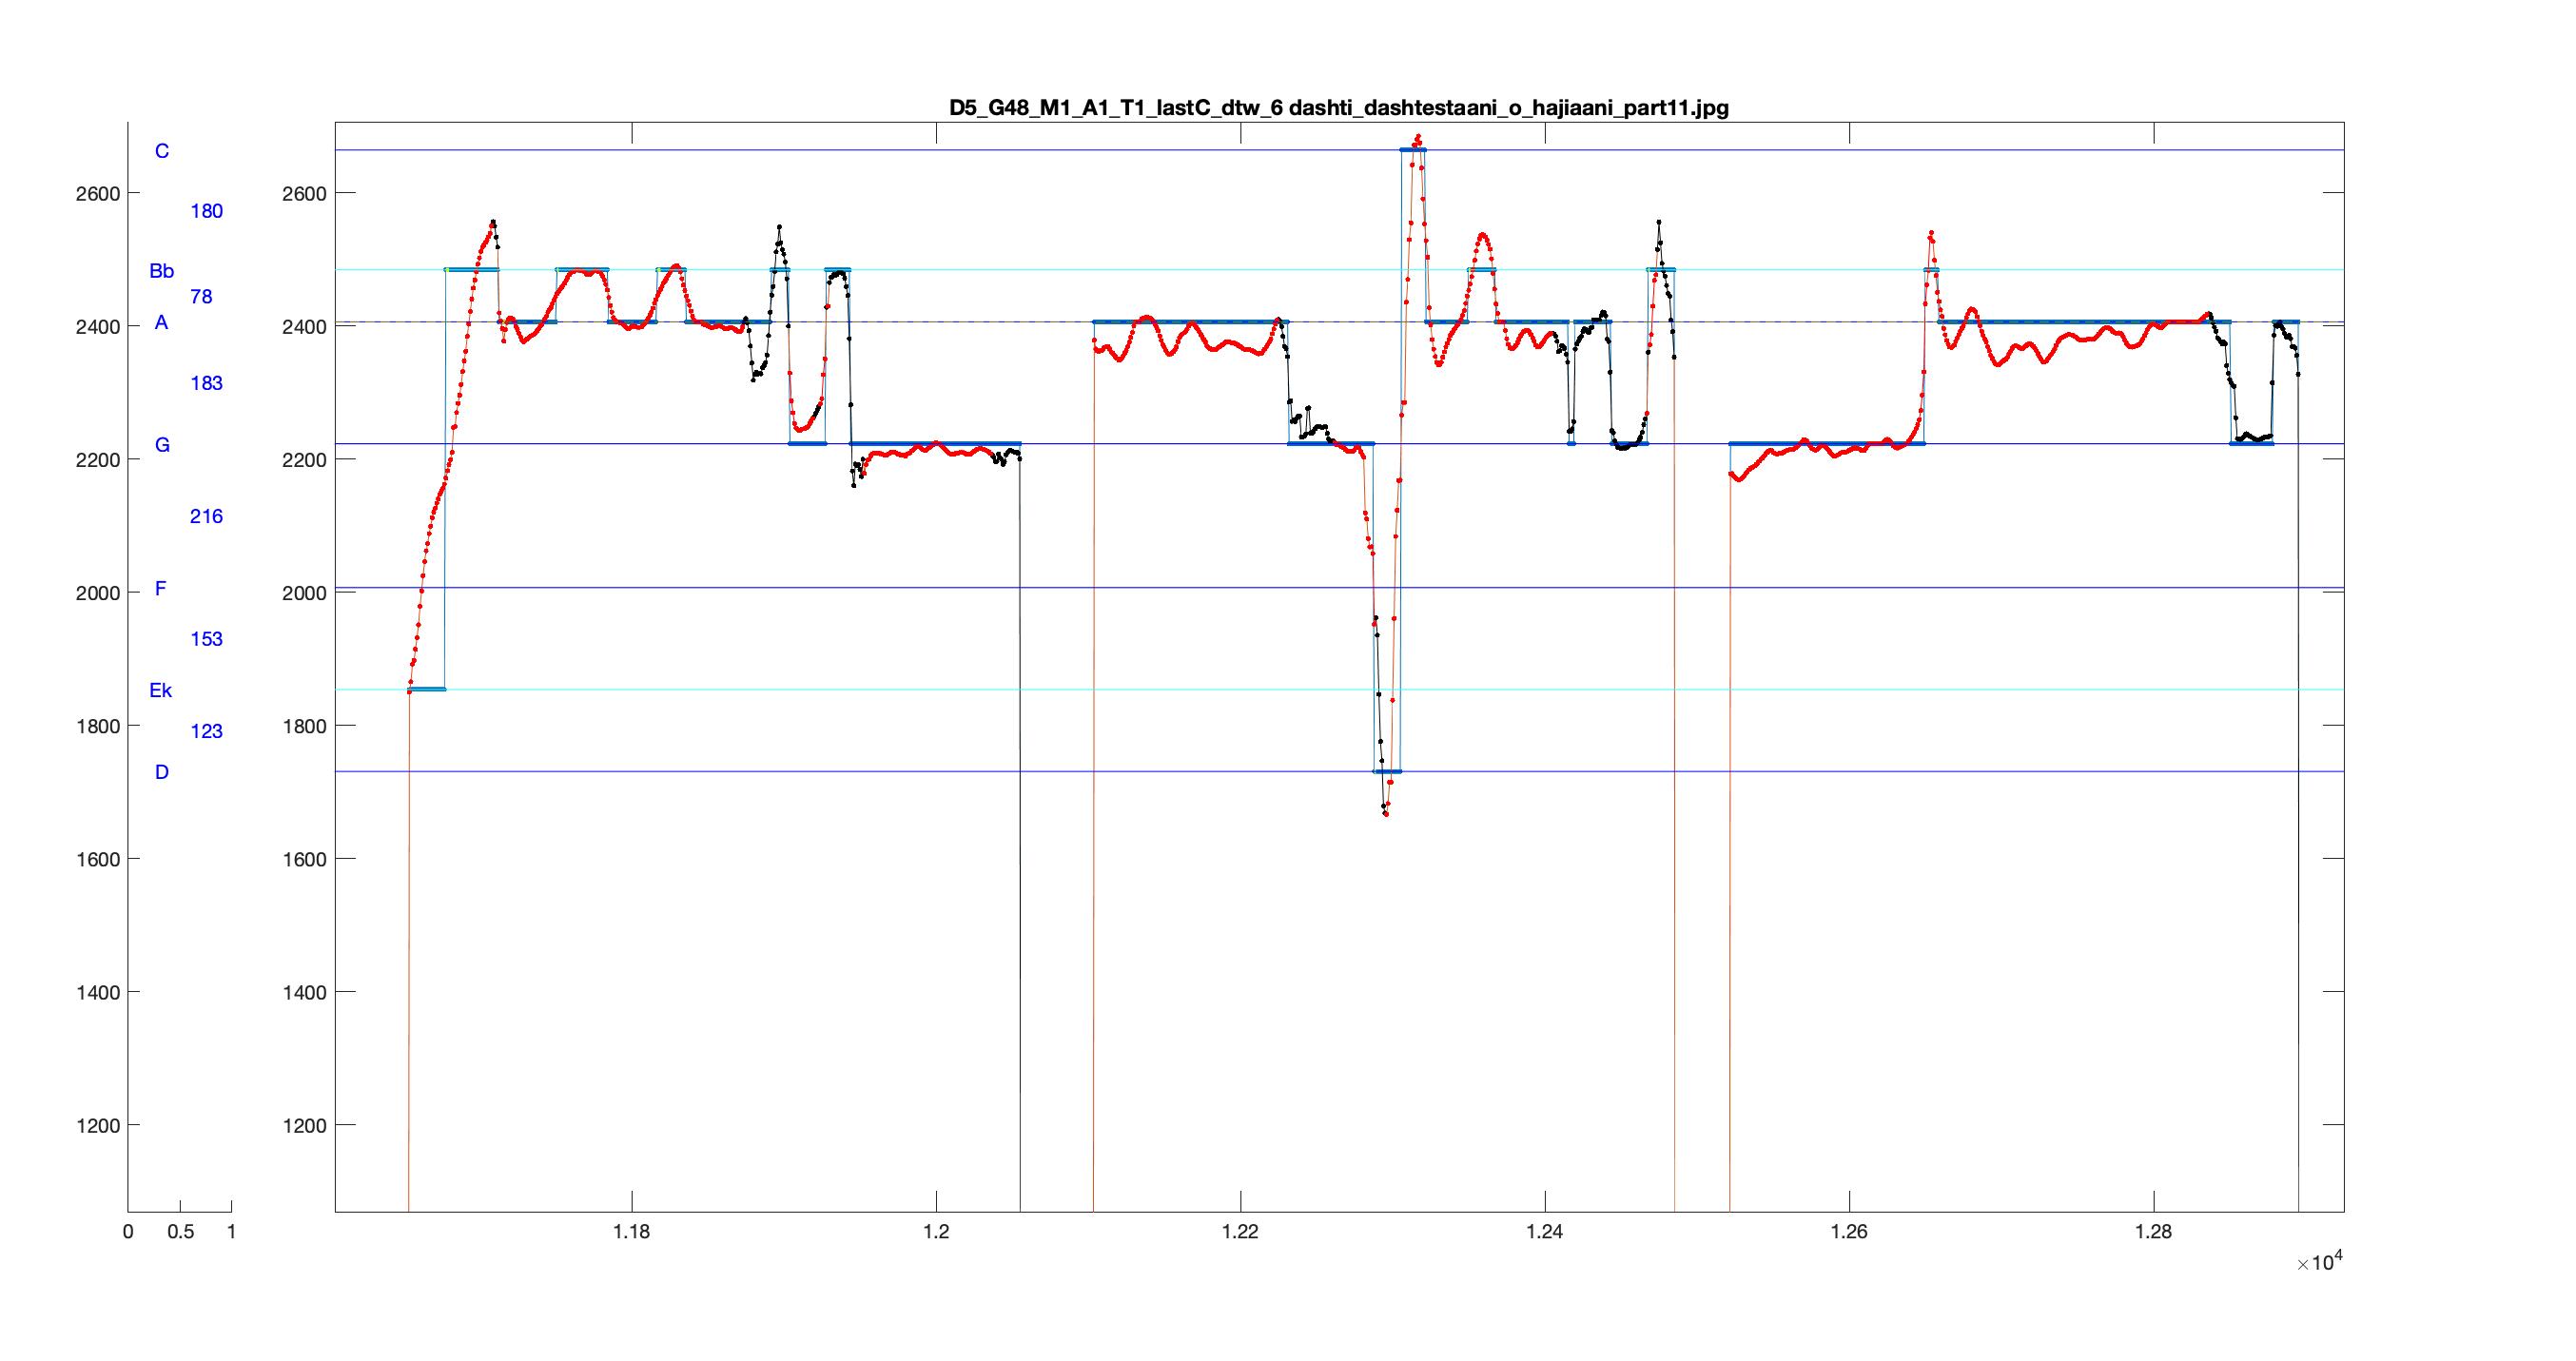 D5_G48_M1_A1_T1_lastC_dtw_6 dashti_dashtestaani_o_hajiaani_part11.jpg
C
2600 2600
180
Bb
78
2400 A 2400
183
G
2200 2200
216
2000 F 2000
153
Ek
1800 1800
123
D
1600 1600
1400 1400
1200 1200
0 0.5 1 1.18 1.2 1.22 1.24 1.26 1.28
×10⁴